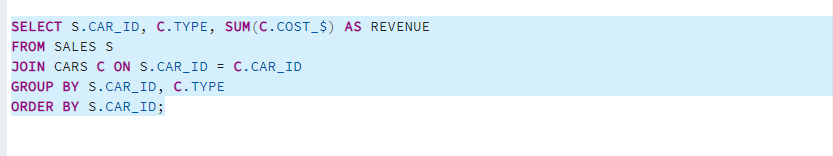 SELECT S.CAR_ID, C.TYPE, SUM(C.COST_$) AS REVENUE
FROM SALES S
JOIN CARS C ON S.CAR_ID = C.CAR_ID
GROUP BY S.CAR_ID, C.TYPE
ORDER BY S.CAR_ID;